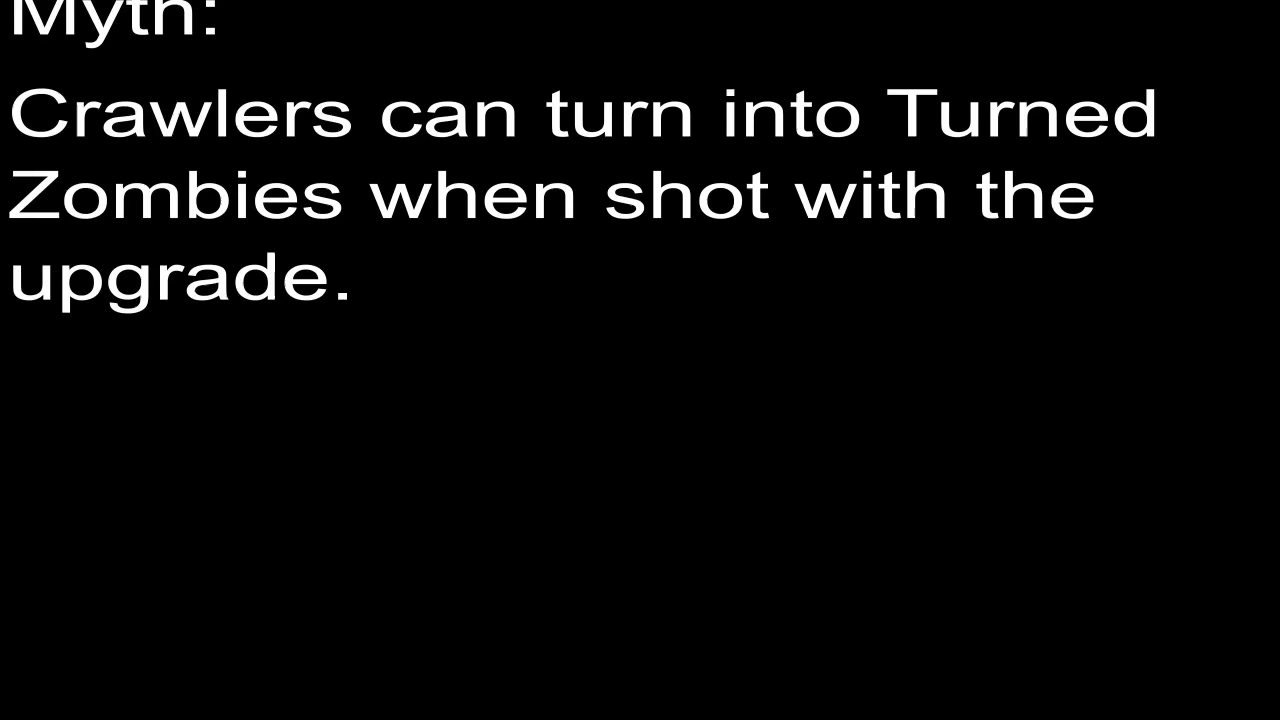 Myth:
Crawlers can turn into Turned
Zombies when shot with the
upgrade.